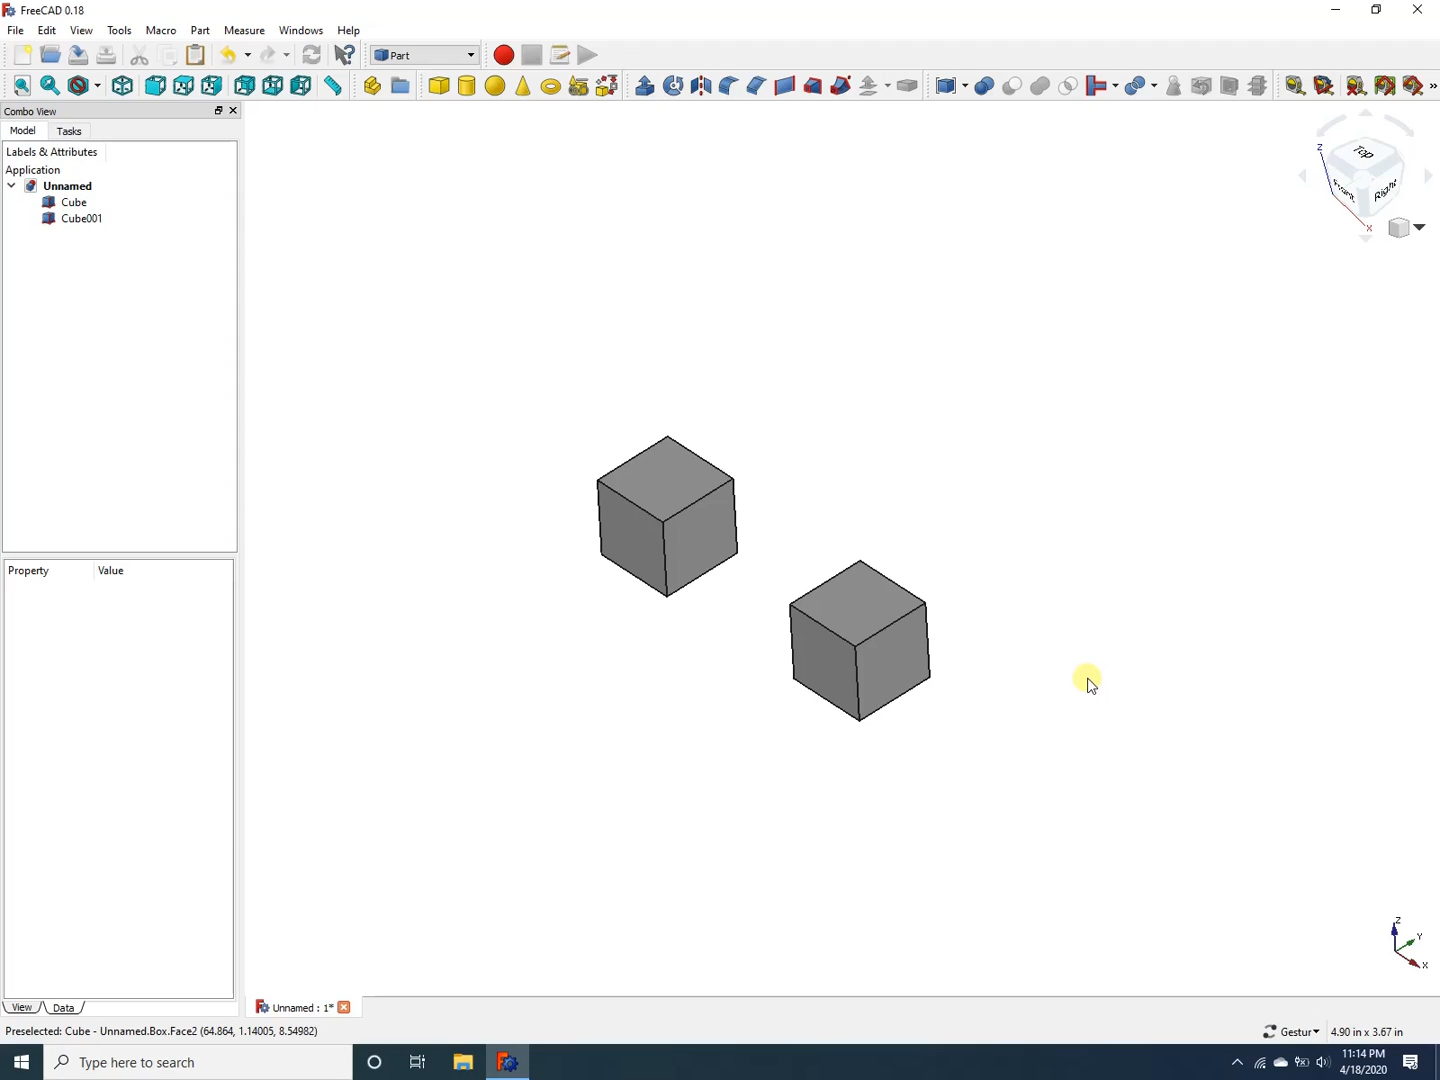 FreeCAD 0.18
File Edit View Tools Macro Part Measure Windows Help
Part
»
Combo View
Model Tasks
Labels & Attributes
Application
Unnamed
Cube
Cube001
Top
Front Right
Z
X
Property Value
Z
Y
X
View Data
Unnamed : 1*
Preselected: Cube - Unnamed.Box.Face2 (64.864, 1.14005, 8.54982)
Gestur 4.90 in x 3.67 in
Type here to search
11:14 PM
4/18/2020